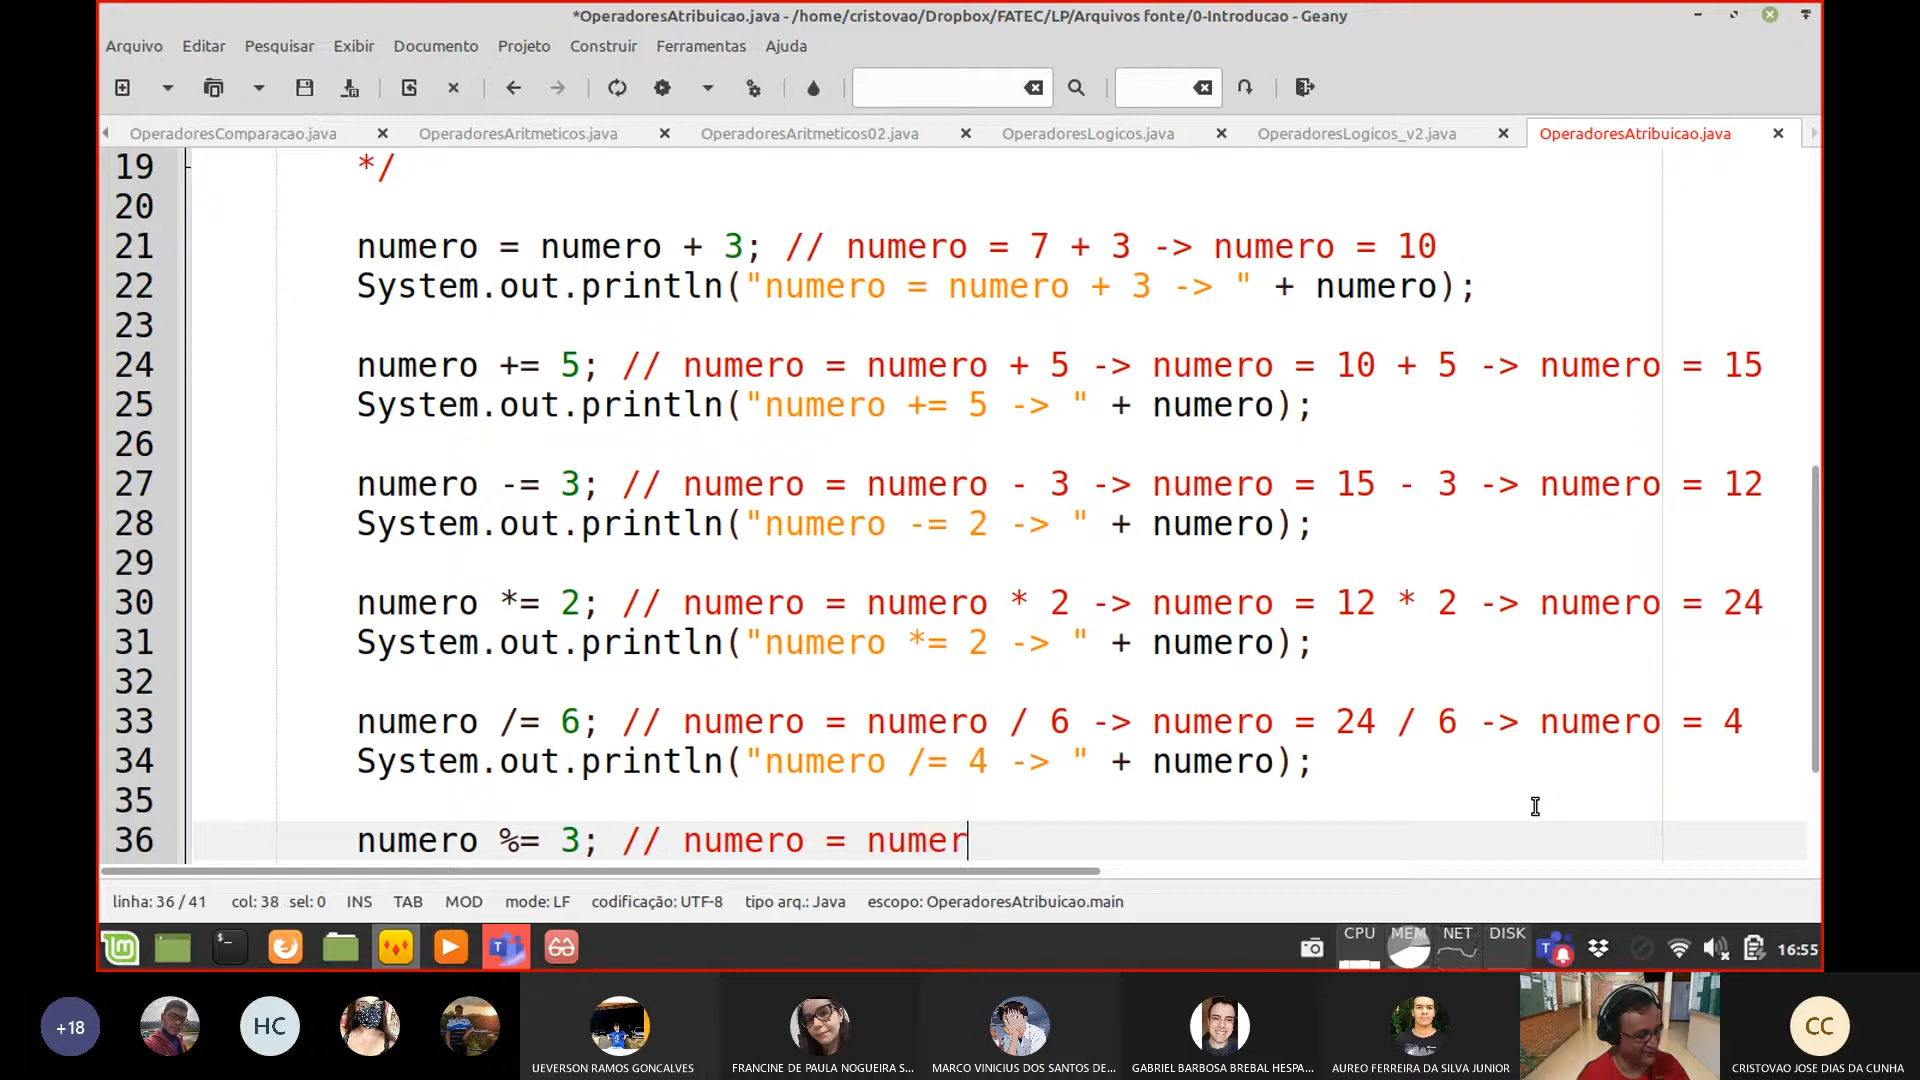 *OperadoresAtribuicao.java - /home/cristovao/Dropbox/FATEC/LP/Arquivos fonte/0-Introducao - Geany
Arquivo Editar Pesquisar Exibir Documento Projeto Construir Ferramentas Ajuda
OperadoresComparacao.java OperadoresAritmeticos.java OperadoresAritmeticos02.java OperadoresLogicos.java OperadoresLogicos_v2.java OperadoresAtribuicao.java
19 */
20
21 numero = numero + 3; // numero = 7 + 3 -> numero = 10
22 System.out.println("numero = numero + 3 -> " + numero);
23
24 numero += 5; // numero = numero + 5 -> numero = 10 + 5 -> numero = 15
25 System.out.println("numero += 5 -> " + numero);
26
27 numero -= 3; // numero = numero - 3 -> numero = 15 - 3 -> numero = 12
28 System.out.println("numero -= 2 -> " + numero);
29
30 numero *= 2; // numero = numero * 2 -> numero = 12 * 2 -> numero = 24
31 System.out.println("numero *= 2 -> " + numero);
32
33 numero /= 6; // numero = numero / 6 -> numero = 24 / 6 -> numero = 4
34 System.out.println("numero /= 4 -> " + numero);
35
36 numero %= 3; // numero = numer
linha: 36 / 41 col: 38 sel: 0 INS TAB MOD mode: LF codificação: UTF-8 tipo arq.: Java escopo: OperadoresAtribuicao.main
CPU MEM NET DISK 16:55
+18 HC CC
UEVERSON RAMOS GONCALVES FRANCINE DE PAULA NOGUEIRA S... MARCO VINICIUS DOS SANTOS DE... GABRIEL BARBOSA BREBAL HESPA... AUREO FERREIRA DA SILVA JUNIOR CRISTOVAO JOSE DIAS DA CUNHA